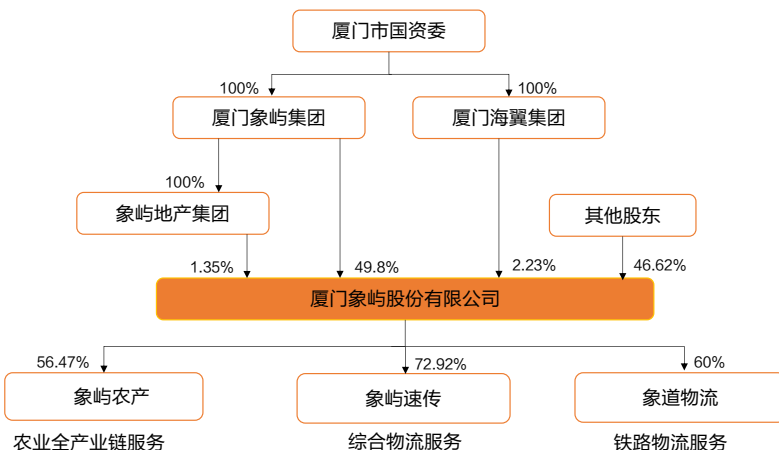 厦门市国资委
100%
100%
厦门象屿集团
厦门海翼集团
100%
象屿地产集团
其他股东
1.35%
49.8%
2.23%
46.62%
厦门象屿股份有限公司
56.47%
72.92%
60%
象屿农产
象屿速传
象道物流
农业全产业链服务
综合物流服务
铁路物流服务